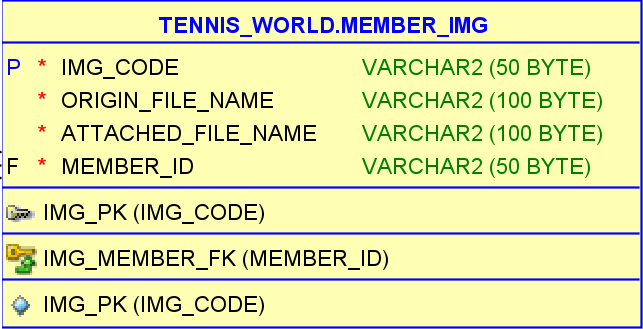 TENNIS_WORLD.MEMBER_IMG
P * IMG_CODE VARCHAR2 (50 BYTE)
* ORIGIN_FILE_NAME VARCHAR2 (100 BYTE)
* ATTACHED_FILE_NAME VARCHAR2 (100 BYTE)
F * MEMBER_ID VARCHAR2 (50 BYTE)
IMG_PK (IMG_CODE)
IMG_MEMBER_FK (MEMBER_ID)
IMG_PK (IMG_CODE)